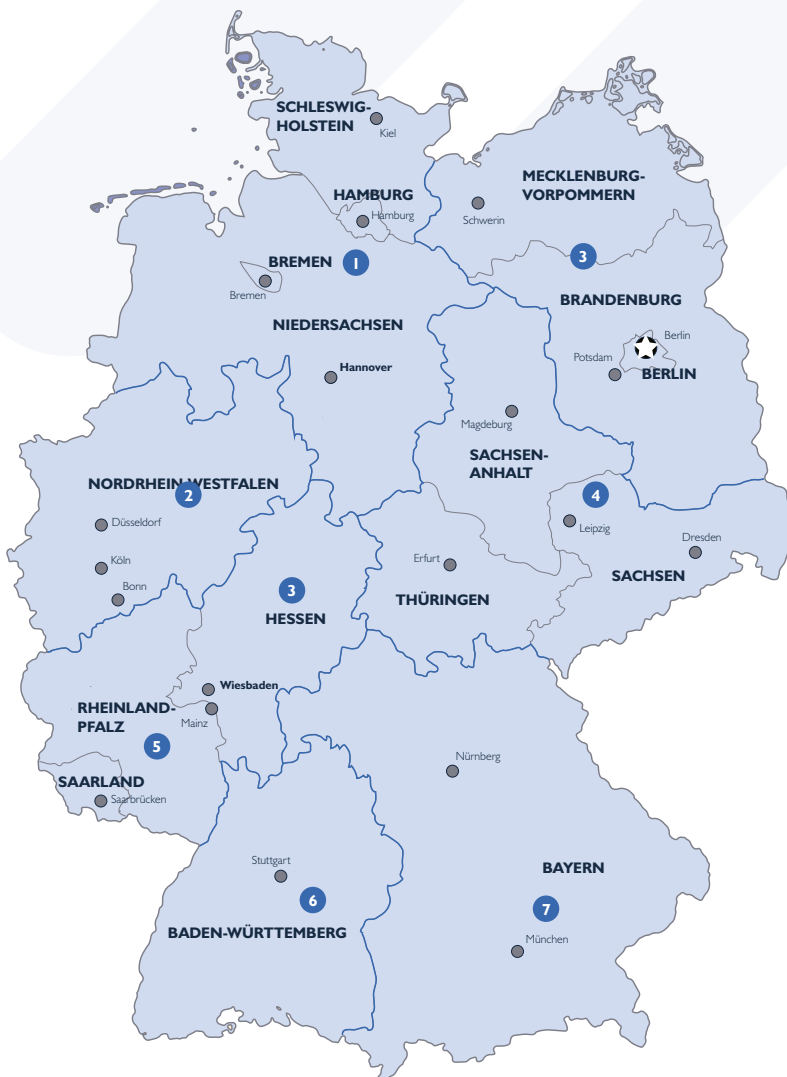 SCHLESWIG-
HOLSTEIN
Kiel
MECKLENBURG-
VORPOMMERN
HAMBURG
Hamburg
Schwerin
BREMEN
1
3
Bremen
BRANDENBURG
NIEDERSACHSEN
Berlin
Hannover
Potsdam
BERLIN
Magdeburg
SACHSEN-
ANHALT
NORDRHEIN-WESTFALEN
2
4
Düsseldorf
Leipzig
Dresden
Köln
Erfurt
Bonn
3
SACHSEN
THÜRINGEN
HESSEN
Wiesbaden
RHEINLAND-
PFALZ
Mainz
5
Nürnberg
SAARLAND
Saarbrücken
Stuttgart
BAYERN
6
7
BADEN-WÜRTTEMBERG
München